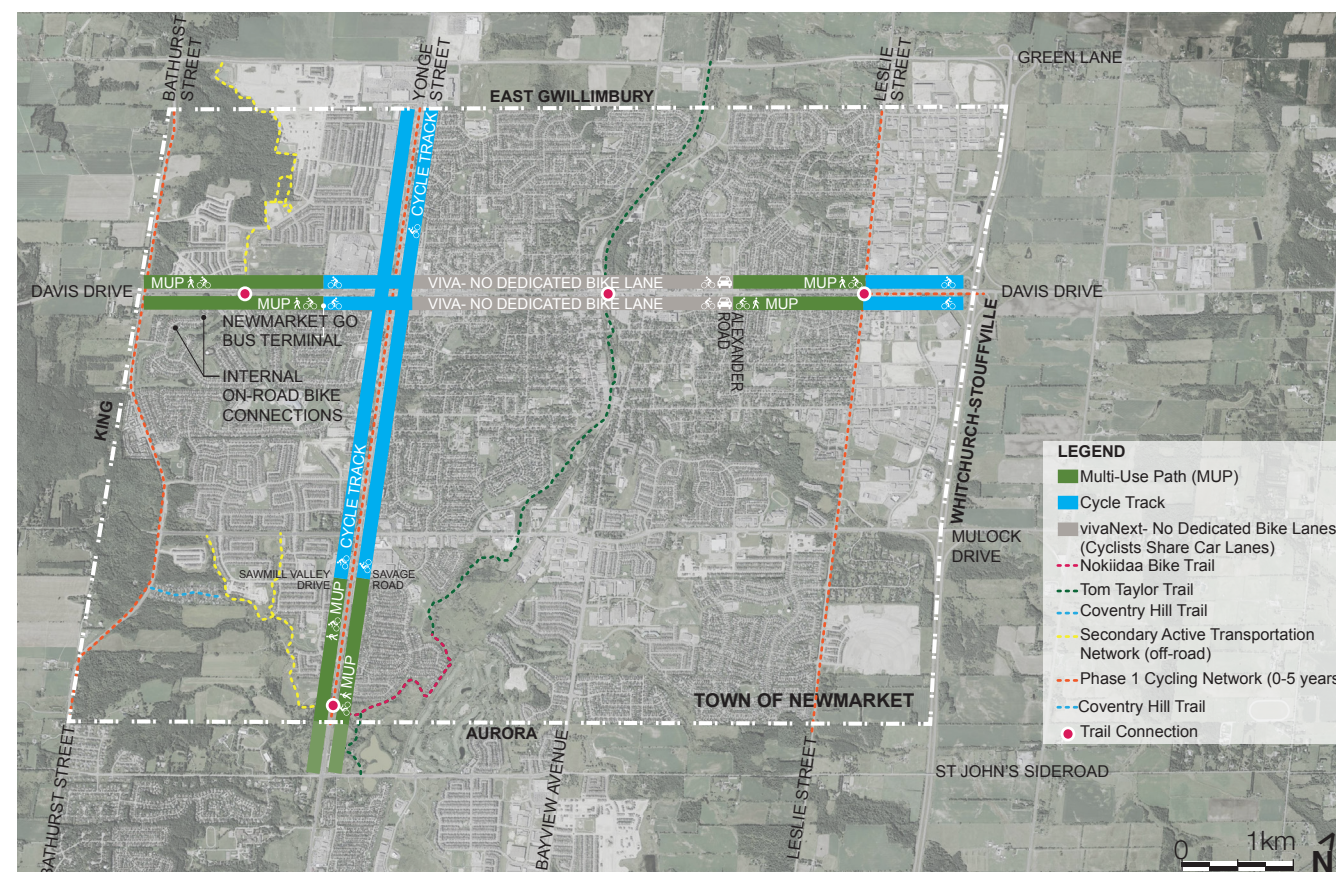 BATHURST
STREET
YONGE
STREET
LESLIE
STREET
GREEN LANE
EAST GWILLIMBURY
CYCLE TRACK
MUP
VIVA- NO DEDICATED BIKE LANE
MUP
DAVIS DRIVE
DAVIS DRIVE
MUP
VIVA- NO DEDICATED BIKE LANE
MUP
NEWMARKET GO
BUS TERMINAL
ALEXANDER
ROAD
INTERNAL
ON-ROAD BIKE
CONNECTIONS
KING
WHITCHURCH-STOUFFVILLE
CYCLE TRACK
MULOCK
DRIVE
SAWMILL VALLEY
DRIVE
SAVAGE
ROAD
MUP
MUP
TOWN OF NEWMARKET
AURORA
BATHURST STREET
BAYVIEW AVENUE
LESLIE STREET
ST JOHN'S SIDEROAD
LEGEND
Multi-Use Path (MUP)
Cycle Track
vivaNext- No Dedicated Bike Lanes
(Cyclists Share Car Lanes)
Nokiidaa Bike Trail
Tom Taylor Trail
Coventry Hill Trail
Secondary Active Transportation
Network (off-road)
Phase 1 Cycling Network (0-5 years
Coventry Hill Trail
Trail Connection
0 1km
N